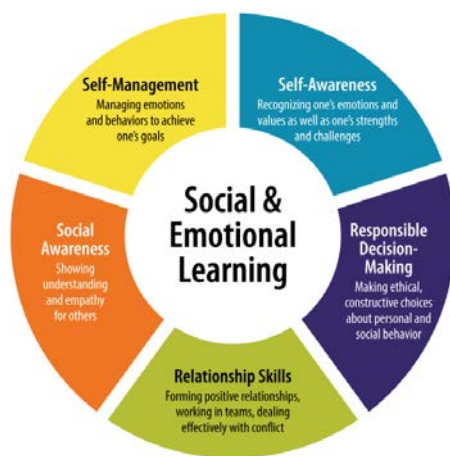 Self-Management
Managing emotions
and behaviors to achieve
one's goals
Self-Awareness
Recognizing one's emotions and
values as well as one's strengths
and challenges
Social &
Emotional
Learning
Social
Awareness
Showing
understanding
and empathy
for others
Responsible
Decision-
Making
Making ethical,
constructive choices
about personal and
social behavior
Relationship Skills
Forming positive relationships,
working in teams, dealing
effectively with conflict